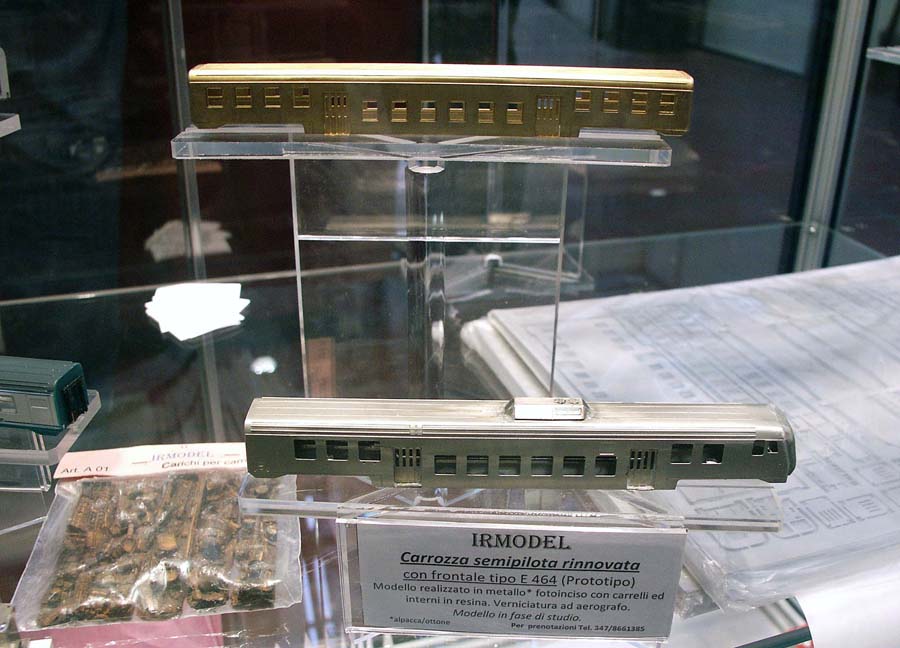 Art. A 01
IRMODEL
Carichi per carri
IRMODEL
Carrozza semipilota rinnovata
con frontale tipo E 464 (Prototipo)
Modello realizzato in metallo* fotoinciso con carrelli ed
interni in resina. Verniciatura ad aerografo.
Modello in fase di studio.
*alpacca/ottone Per prenotazioni Tel. 347/8661385